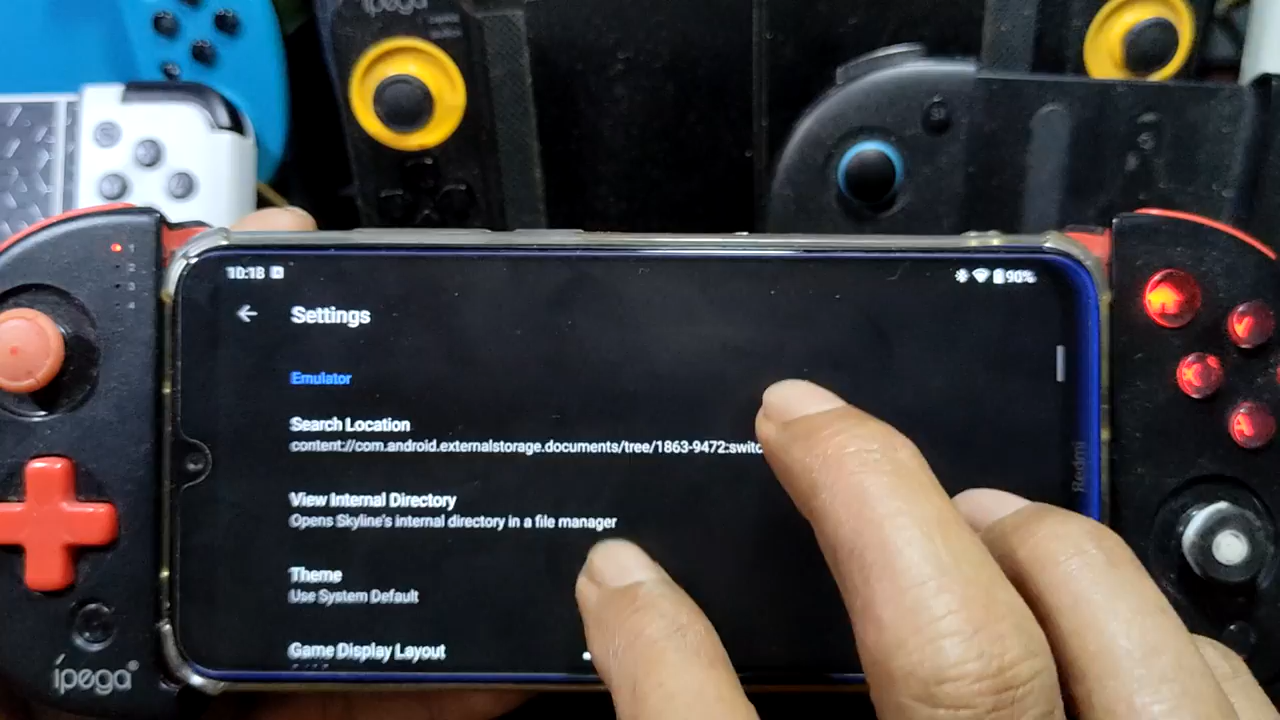 ipega
10:18
90%
Settings
Emulator
Search Location
content://com.android.externalstorage.documents/tree/1863-9472:switc
View Internal Directory
Opens Skyline's internal directory in a file manager
Theme
Use System Default
Game Display Layout
Redmi
ipega